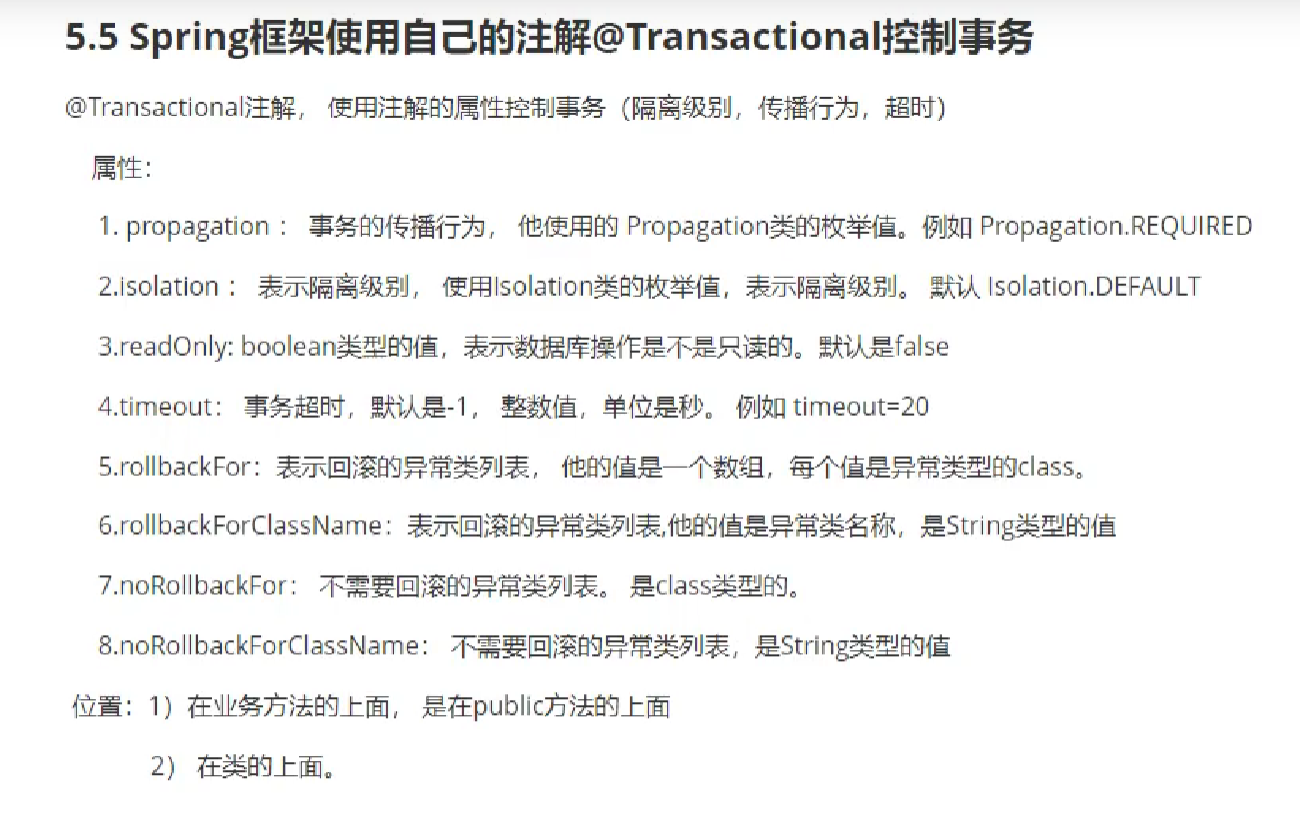 5.5 Spring框架使用自己的注解@Transactional控制事务
@Transactional注解， 使用注解的属性控制事务（隔离级别，传播行为，超时）
属性：
1. propagation ： 事务的传播行为， 他使用的 Propagation类的枚举值。例如 Propagation.REQUIRED
2.isolation ： 表示隔离级别， 使用Isolation类的枚举值，表示隔离级别。 默认 Isolation.DEFAULT
3.readOnly: boolean类型的值，表示数据库操作是不是只读的。默认是false
4.timeout： 事务超时，默认是-1， 整数值，单位是秒。 例如 timeout=20
5.rollbackFor：表示回滚的异常类列表， 他的值是一个数组，每个值是异常类型的class。
6.rollbackForClassName：表示回滚的异常类列表,他的值是异常类名称，是String类型的值
7.noRollbackFor： 不需要回滚的异常类列表。 是class类型的。
8.noRollbackForClassName： 不需要回滚的异常类列表，是String类型的值
位置：1）在业务方法的上面， 是在public方法的上面
2） 在类的上面。